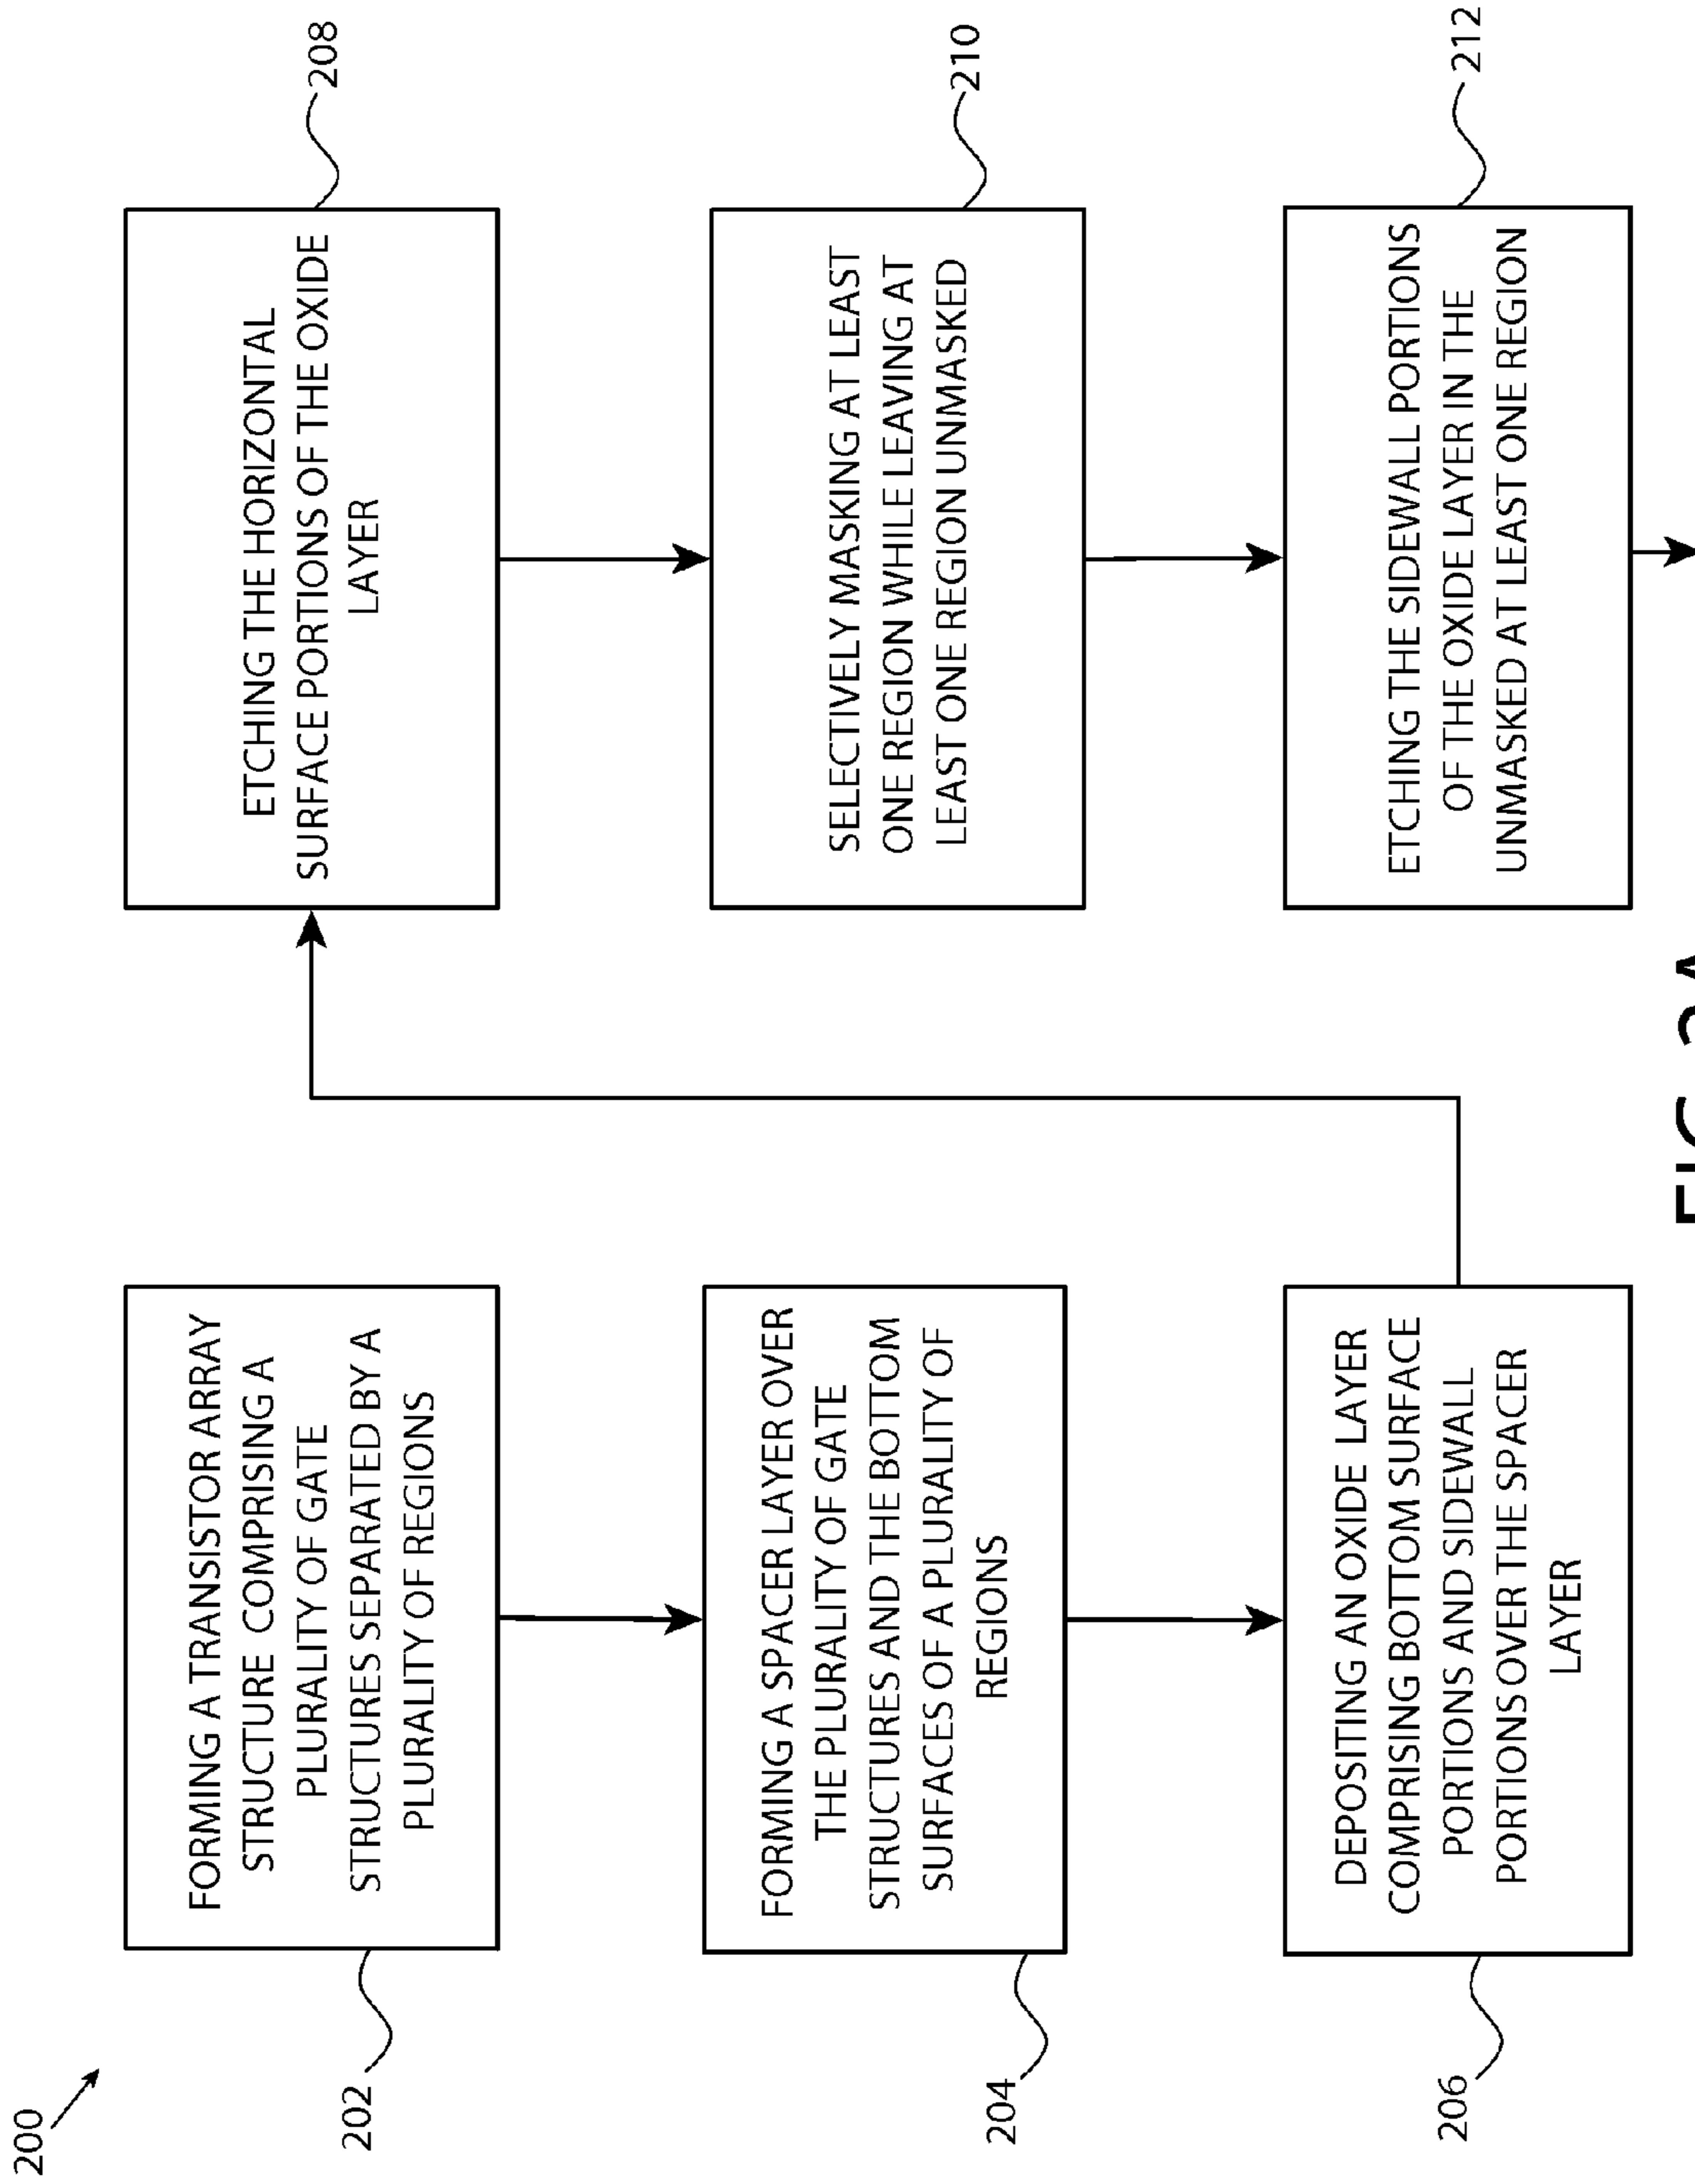 200
FORMING A TRANSISTOR ARRAY
STRUCTURE COMPRISING A
PLURALITY OF GATE
STRUCTURES SEPARATED BY A
PLURALITY OF REGIONS
202
FORMING A SPACER LAYER OVER
THE PLURALITY OF GATE
STRUCTURES AND THE BOTTOM
SURFACES OF A PLURALITY OF
REGIONS
204
DEPOSITING AN OXIDE LAYER
COMPRISING BOTTOM SURFACE
PORTIONS AND SIDEWALL
PORTIONS OVER THE SPACER
LAYER
206
ETCHING THE HORIZONTAL
SURFACE PORTIONS OF THE OXIDE
LAYER
208
SELECTIVELY MASKING AT LEAST
ONE REGION WHILE LEAVING AT
LEAST ONE REGION UNMASKED
210
ETCHING THE SIDEWALL PORTIONS
OF THE OXIDE LAYER IN THE
UNMASKED AT LEAST ONE REGION
212